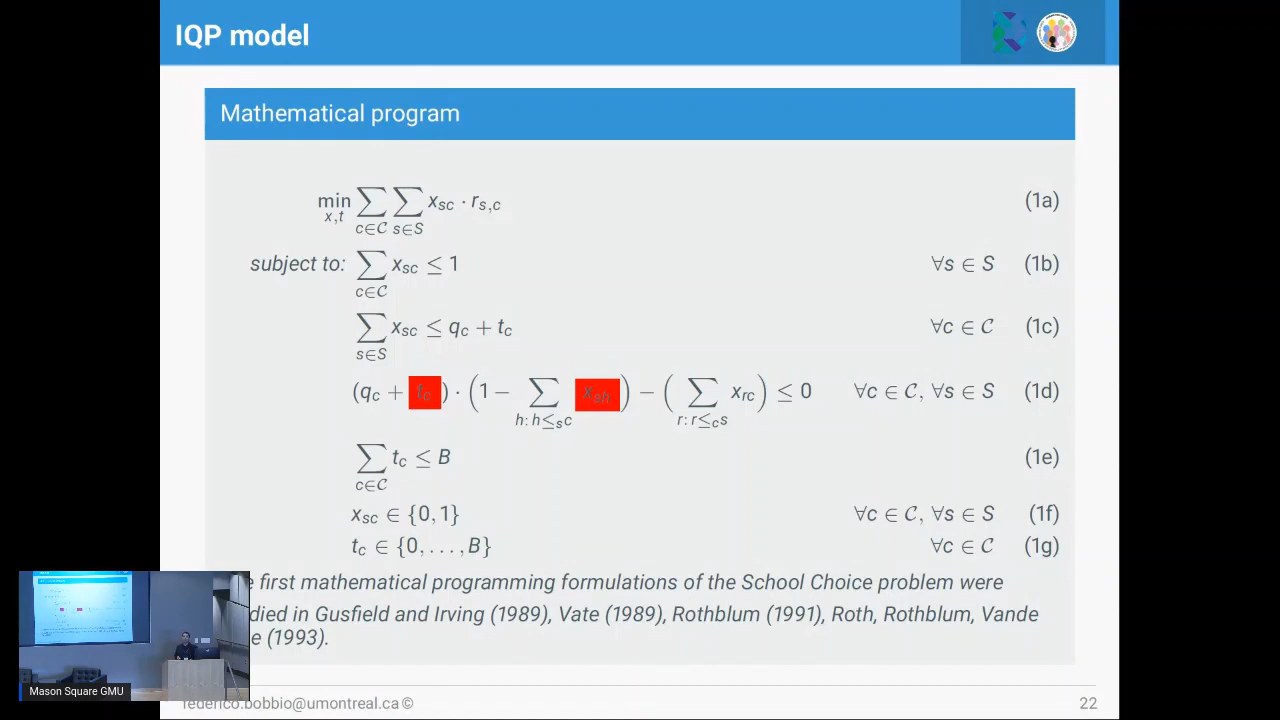 IQP model
Mathematical program
min x,t ∑ c∈𝒞 ∑ s∈S x_sc · r_s,c (1a)
subject to: ∑ c∈𝒞 x_sc ≤ 1 ∀s ∈ S (1b)
∑ s∈S x_sc ≤ q_c + t_c ∀c ∈ 𝒞 (1c)
(q_c + t_c) · (1 − ∑ h: h≤_s c x_sh) − (∑ r: r≤_c s x_rc) ≤ 0 ∀c ∈ 𝒞, ∀s ∈ S (1d)
∑ c∈𝒞 t_c ≤ B (1e)
x_sc ∈ {0, 1} ∀c ∈ 𝒞, ∀s ∈ S (1f)
t_c ∈ {0, . . . , B} ∀c ∈ 𝒞 (1g)
first mathematical programming formulations of the School Choice problem were
died in Gusfield and Irving (1989), Vate (1989), Rothblum (1991), Roth, Rothblum, Vande
e (1993).
Mason Square GMU
federico.bobbio@umontreal.ca ©
22